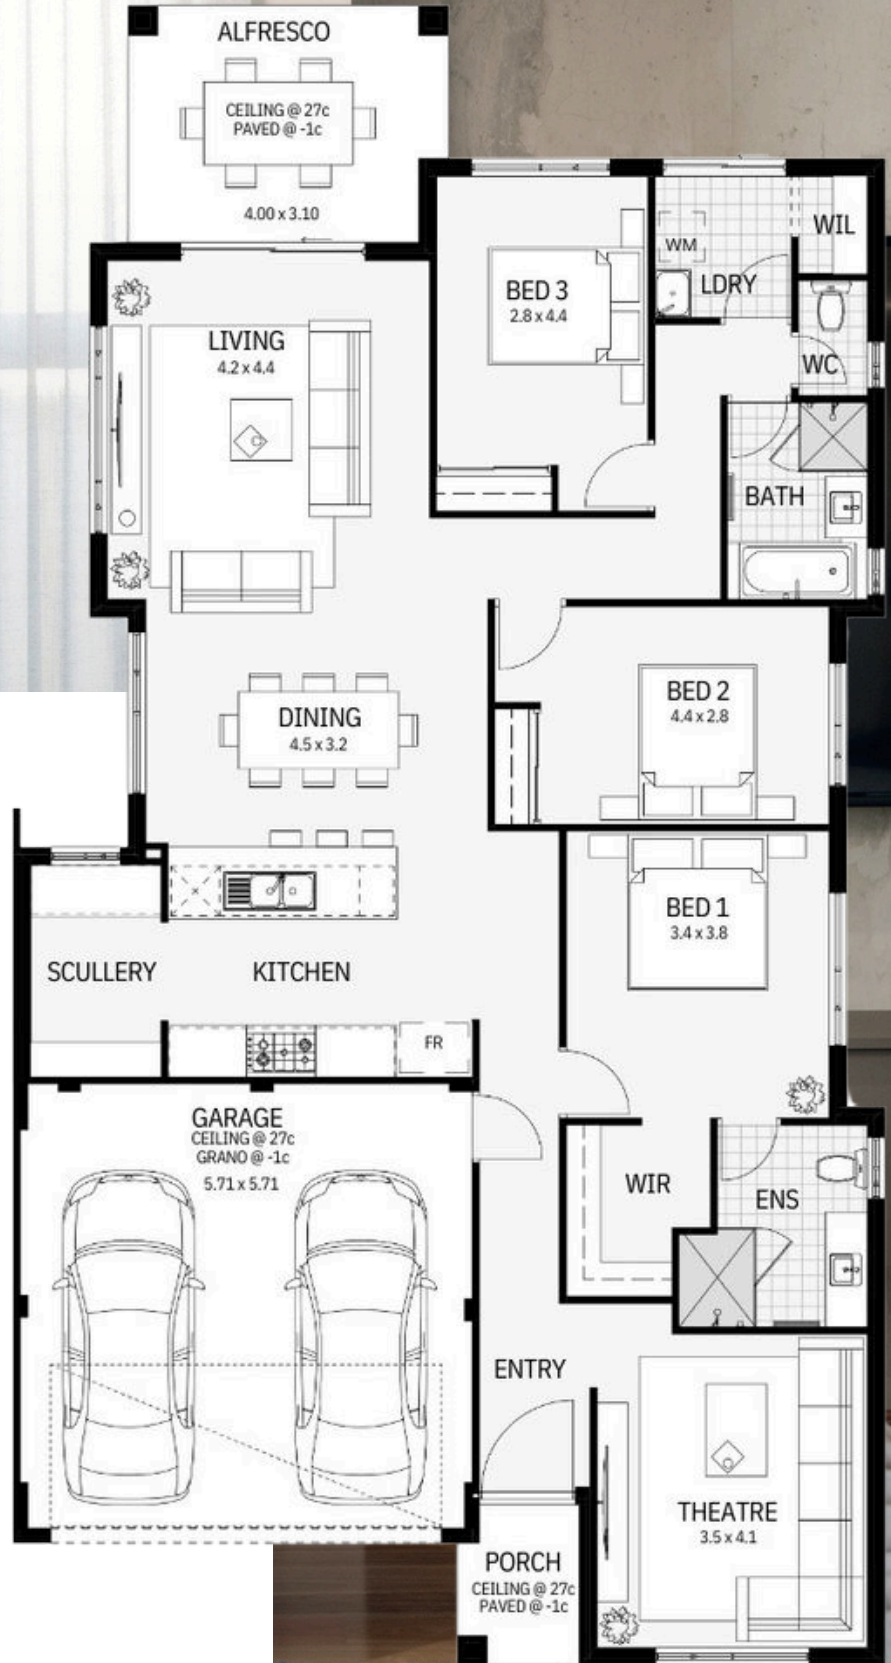 ALFRESCO
CEILING @ 27c
PAVED @ -1c
4.00 x 3.10
BED 3
2.8 x 4.4
WM
LDRY
WIL
WC
LIVING
4.2 x 4.4
BATH
DINING
4.5 x 3.2
BED 2
4.4 x 2.8
BED 1
3.4 x 3.8
SCULLERY
KITCHEN
FR
GARAGE
CEILING @ 27c
GRANO @ -1c
5.71 x 5.71
WIR
ENS
ENTRY
THEATRE
3.5 x 4.1
PORCH
CEILING @ 27c
PAVED @ -1c